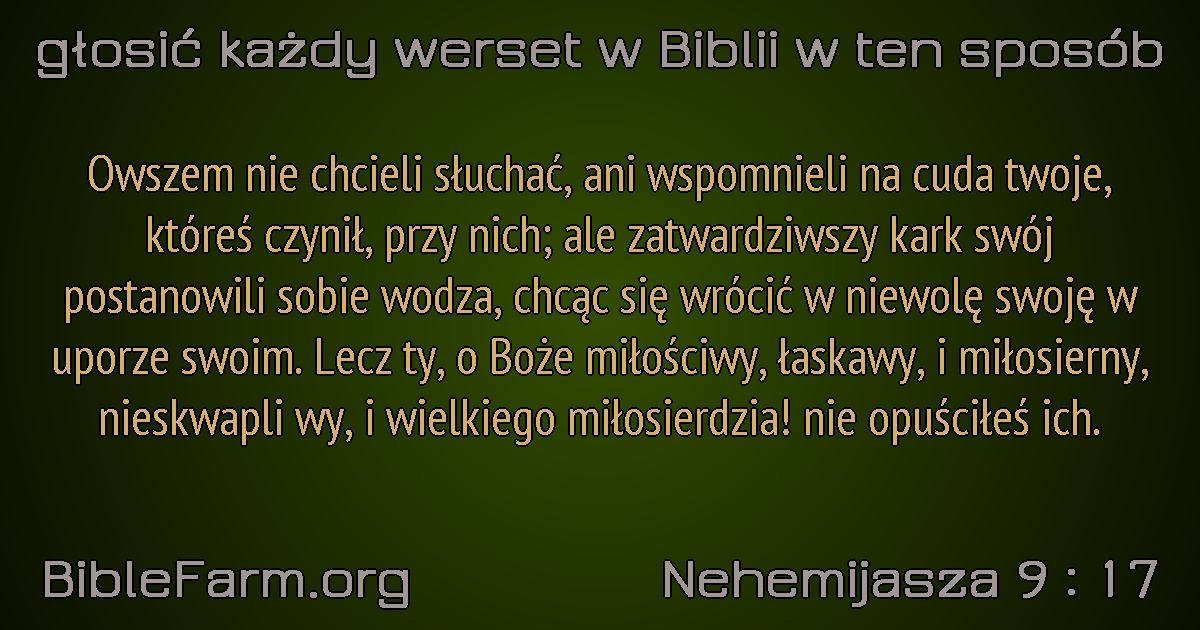 głosić każdy werset w Biblii w ten sposób
Owszem nie chcieli słuchać, ani wspomnieli na cuda twoje,
któreś czynił, przy nich; ale zatwardziwszy kark swój
postanowili sobie wodza, chcąc się wrócić w niewolę swoję w
uporze swoim. Lecz ty, o Boże miłościwy, łaskawy, i miłosierny,
nieskwapli wy, i wielkiego miłosierdzia! nie opuściłeś ich.
BibleFarm.org
Nehemijasza 9 : 17